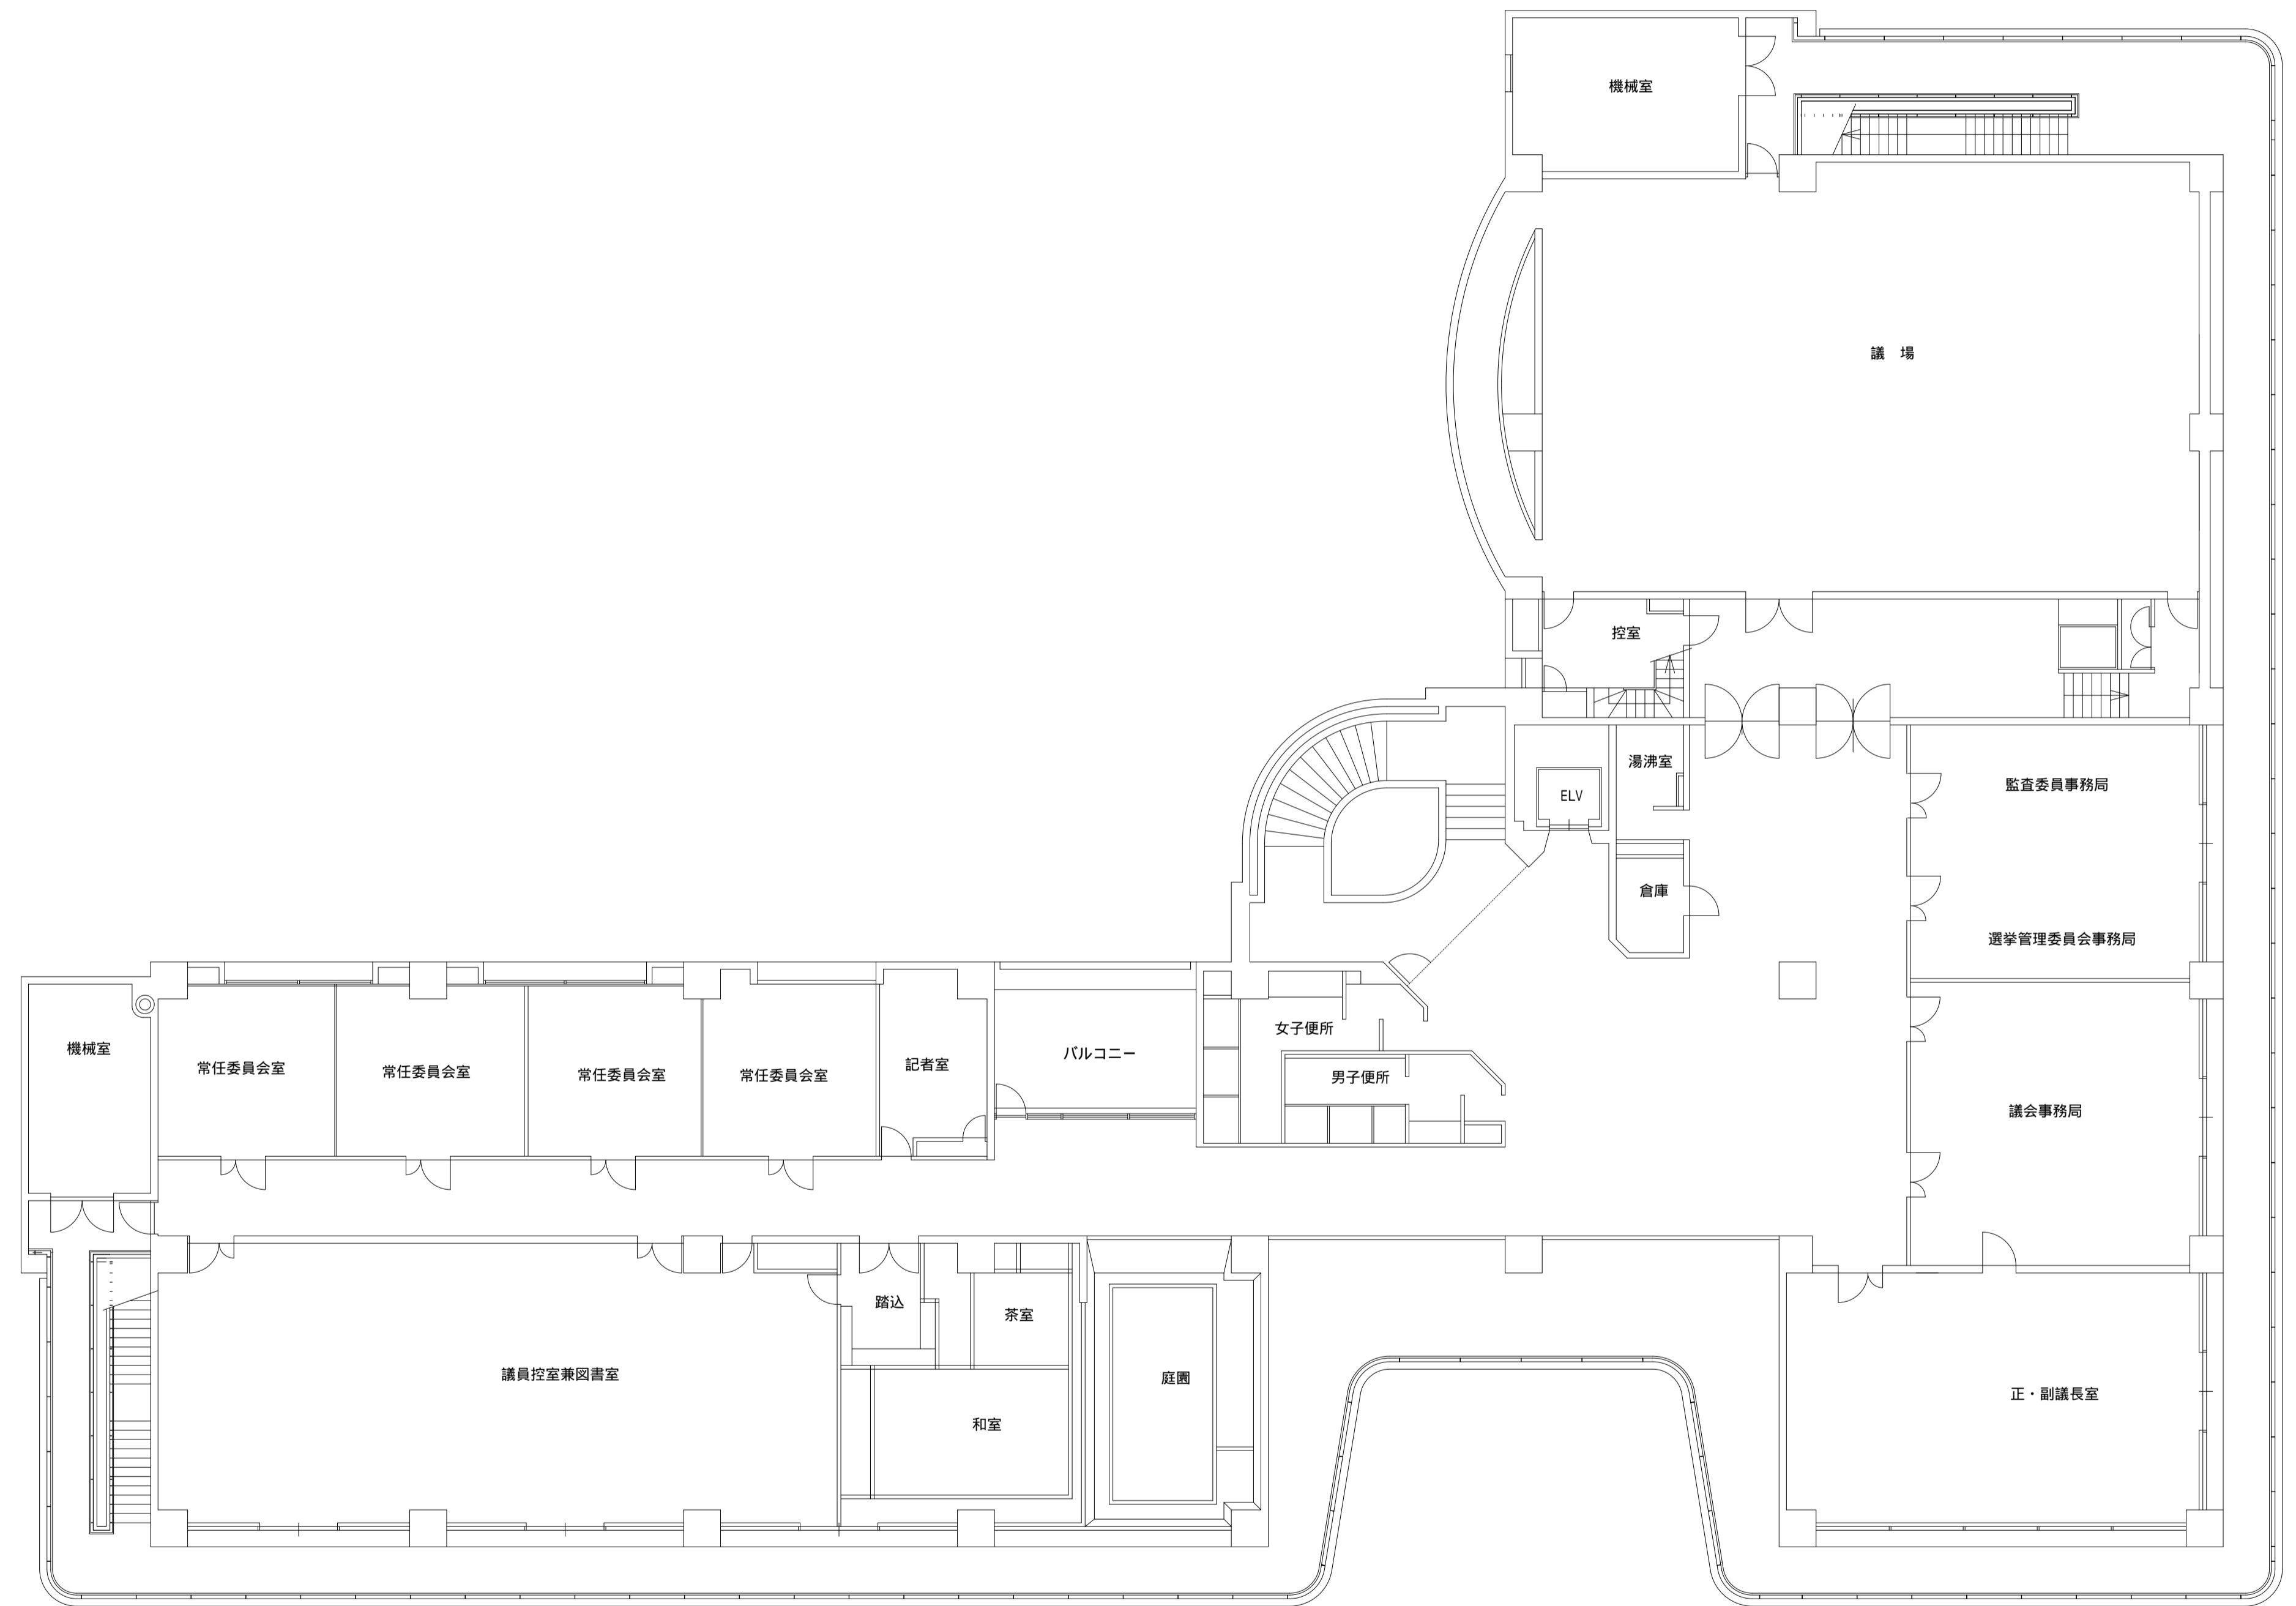 機械室
議　場
控室
湯沸室
ELV
監査委員事務局
倉庫
選挙管理委員会事務局
女子便所
機械室
バルコニー
記者室
常任委員会室
常任委員会室
常任委員会室
常任委員会室
男子便所
議会事務局
踏込
茶室
議員控室兼図書室
庭園
正・副議長室
和室